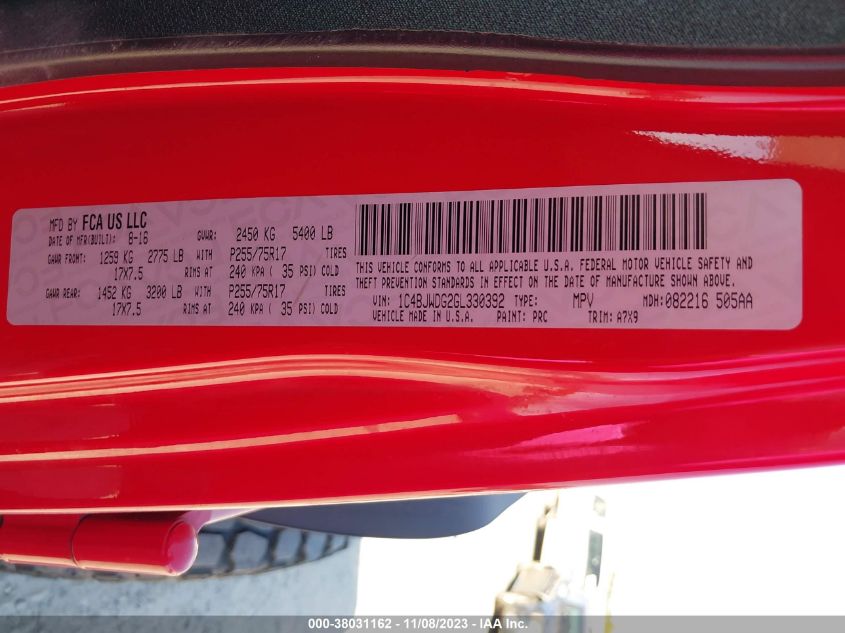 MFD BY FCA US LLC
DATE OF MFR(BUILT): 8-16 GVWR: 2450 KG 5400 LB
GAWR FRONT: 1259 KG 2775 LB WITH P255/75R17 TIRES
17X7.5 RIMS AT 240 KPA ( 35 PSI) COLD
GAWR REAR: 1452 KG 3200 LB WITH P255/75R17 TIRES
17X7.5 RIMS AT 240 KPA ( 35 PSI) COLD
THIS VEHICLE CONFORMS TO ALL APPLICABLE U.S.A. FEDERAL MOTOR VEHICLE SAFETY AND
THEFT PREVENTION STANDARDS IN EFFECT ON THE DATE OF MANUFACTURE SHOWN ABOVE.
VIN: 1C4BJWDG2GL330392 TYPE: MPV MDH: 082216 505AA
VEHICLE MADE IN U.S.A. PAINT: PRC TRIM: A7X9
000-38031162 - 11/08/2023 - IAA Inc.